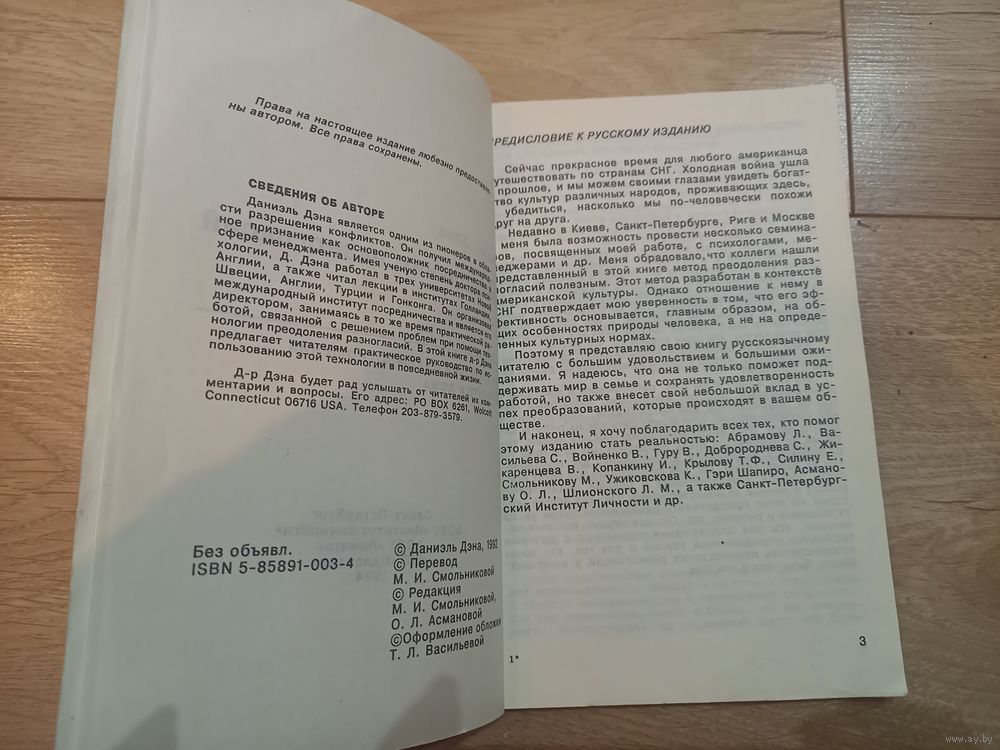 Права на настоящее издание любезно предоставле-
ны автором. Все права сохранены.
СВЕДЕНИЯ ОБ АВТОРЕ
Даниэль Дэна является одним из пионеров в обла-
сти разрешения конфликтов. Он получил международ-
ное признание как основоположник посредничества в
сфере менеджмента. Имея ученую степень доктора пси-
хологии, Д. Дэна работал в трех университетах Новой
Англии, а также читал лекции в институтах Голландии,
Швеции, Англии, Турции и Гонконга. Он организовал
международный институт посредничества и является его
директором, занимаясь в то же время практической ра-
ботой, связанной с решением проблем при помощи тех-
нологии преодоления разногласий. В этой книге д-р Дэна
предлагает читателям практическое руководство по ис-
пользованию этой технологии в повседневной жизни.
Д-р Дэна будет рад услышать от читателей их ком-
ментарии и вопросы. Его адрес: PO BOX 6261, Wolcott
Connecticut 06716 USA. Телефон 203-879-3579.
Без объявл.
ISBN 5-85891-003-4
© Даниэль Дэна, 1992
© Перевод
М. И. Смольниковой
© Редакция
М. И. Смольниковой,
О. Л. Асмановой
©Оформление обложки
Т. Л. Васильевой
РЕДИСЛОВИЕ К РУССКОМУ ИЗДАНИЮ
Сейчас прекрасное время для любого американца
утешествовать по странам СНГ. Холодная война ушла
прошлое, и мы можем своими глазами увидеть богат-
тво культур различных народов, проживающих здесь,
убедиться, насколько мы по-человечески похожи
руг на друга.
Недавно в Киеве, Санкт-Петербурге, Риге и Москве
меня была возможность провести несколько семина-
ров, посвященных моей работе, с психологами, ме-
еджерами и др. Меня обрадовало, что коллеги нашли
редставленный в этой книге метод преодоления раз-
огласий полезным. Этот метод разработан в контексте
мериканской культуры. Однако отношение к нему в
СНГ подтверждает мою уверенность в том, что его эф-
фективность основывается, главным образом, на об-
щих особенностях природы человека, а не на опреде-
ленных культурных нормах.
Поэтому я представляю свою книгу русскоязычному
читателю с большим удовольствием и большими ожи-
даниями. Я надеюсь, что она не только поможет под-
держивать мир в семье и сохранять удовлетворенность
работой, но также внесет свой небольшой вклад в ус-
пех преобразований, которые происходят в вашем об-
ществе.
И наконец, я хочу поблагодарить всех тех, кто помог
этому изданию стать реальностью: Абрамову Л., Ва-
сильева С., Войненко В., Гуру В., Добророднева С., Жи-
каренцева В., Копанкину И., Крылову Т.Ф., Силину Е.,
Смольникову М., Ужиковскова К., Гэри Шапиро, Асмано-
ву О. Л., Шлионского Л. М., а также Санкт-Петербург-
ский Институт Личности и др.
1*
3
www.ay.by